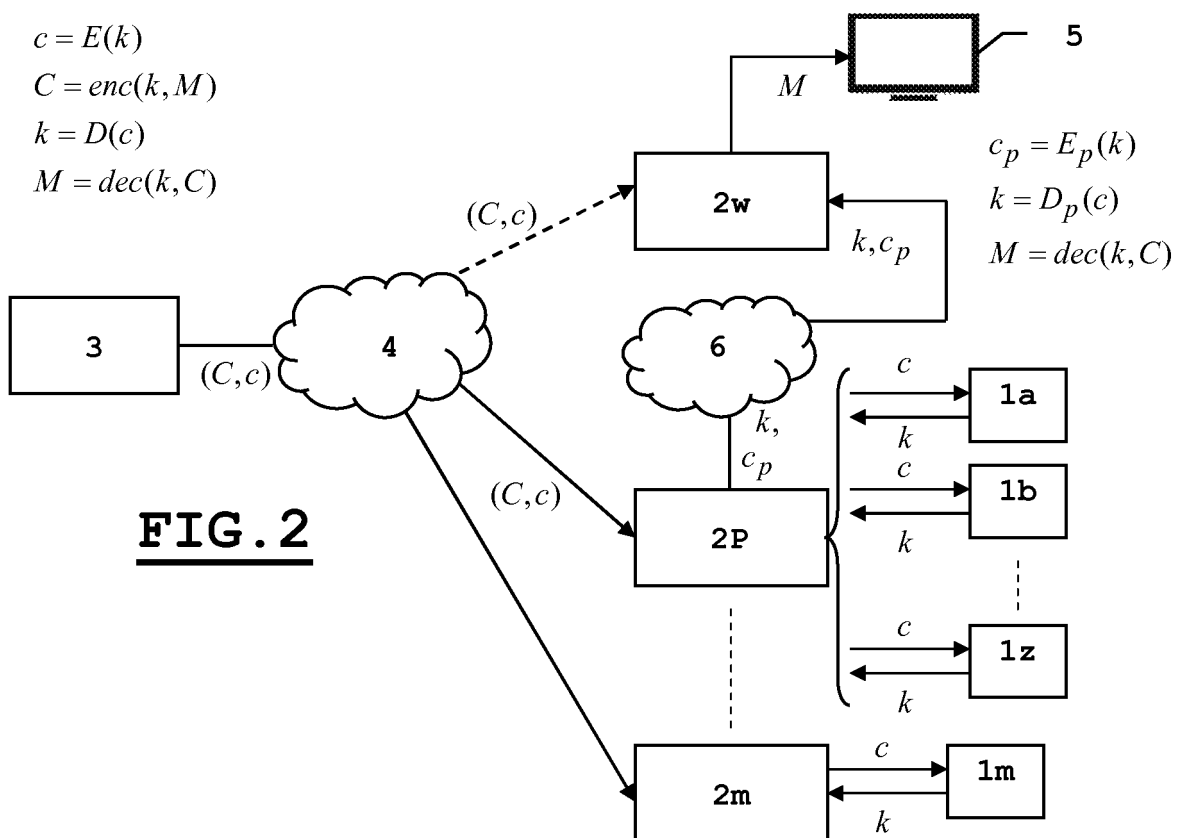 c = E(k)
C = enc(k, M)
k = D(c)
M = dec(k, C)
5
M
c_p = E_p(k)
k = D_p(c)
M = dec(k, C)
2w
(C, c)
k, c_p
3
(C, c)
4
6
k,
c_p
c
1a
k
c
1b
k
(C, c)
2P
FIG.2
c
1z
k
2m
c
1m
k